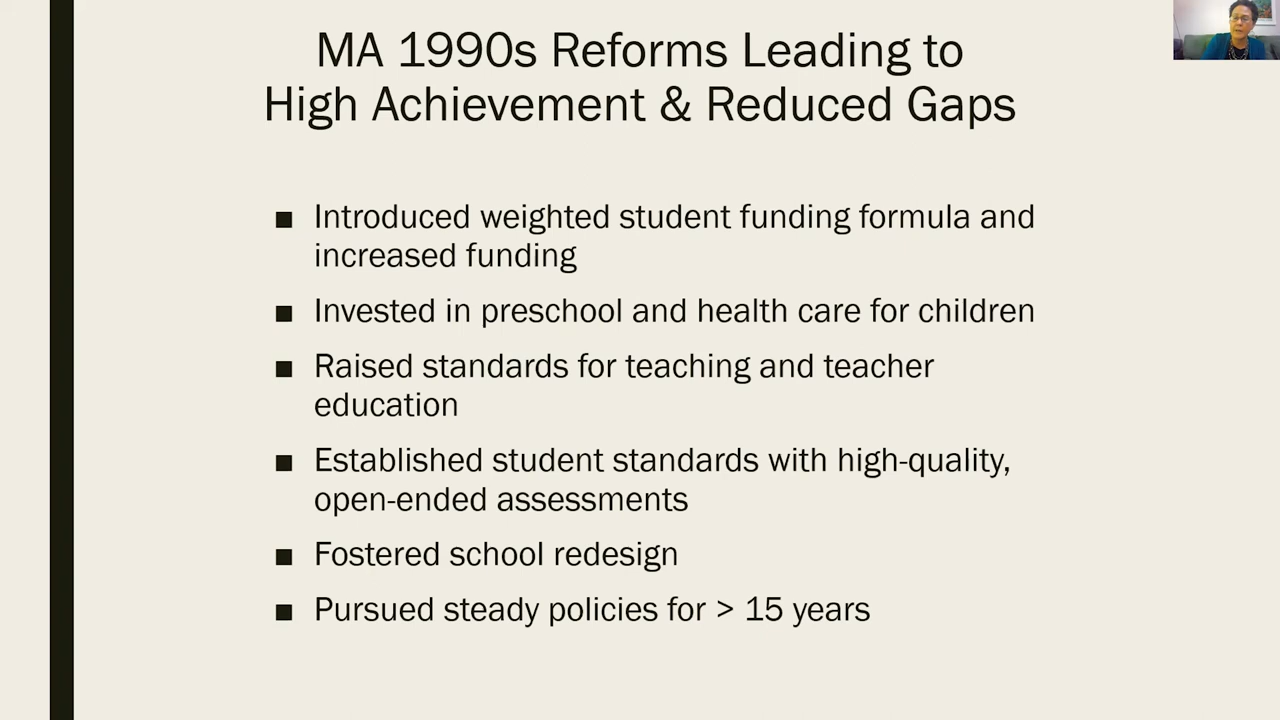 MA 1990s Reforms Leading to
High Achievement & Reduced Gaps
■ Introduced weighted student funding formula and
increased funding
■ Invested in preschool and health care for children
■ Raised standards for teaching and teacher
education
■ Established student standards with high-quality,
open-ended assessments
■ Fostered school redesign
■ Pursued steady policies for > 15 years